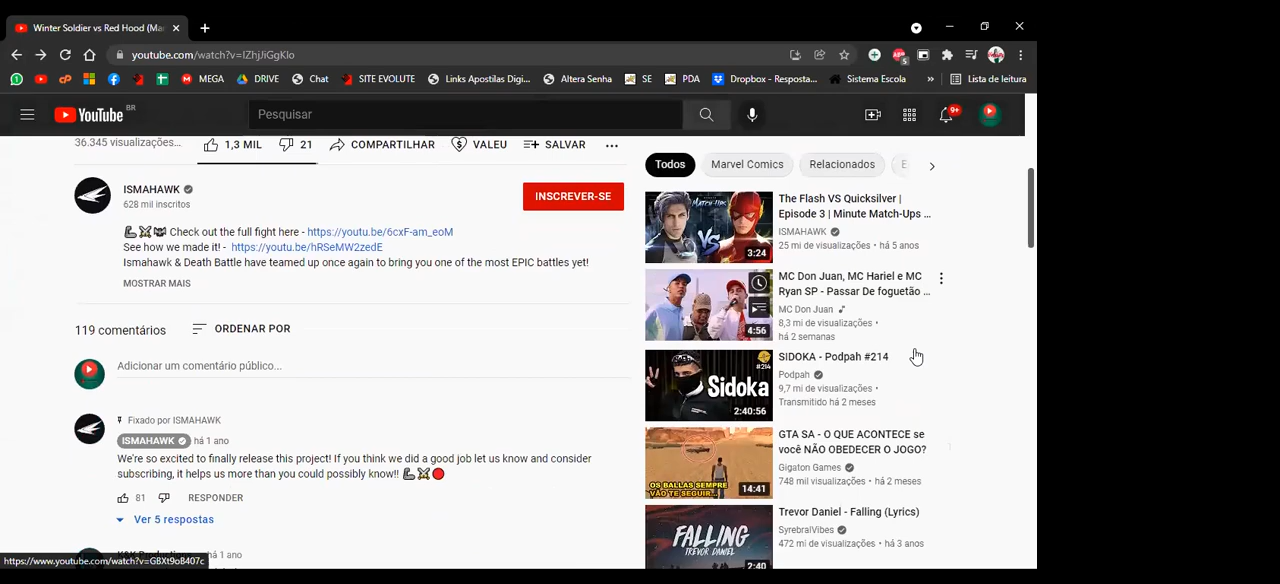 Winter Soldier vs Red Hood (Ma
youtube.com/watch?v=IZhjJiGgKlo
MEGA
DRIVE
Chat
SITE EVOLUTE
Links Apostilas Digi...
Altera Senha
SE
PDA
Dropbox - Resposta...
Sistema Escola
»
Lista de leitura
YouTube BR
Pesquisar
9+
36.345 visualizações...
1,3 MIL
21
COMPARTILHAR
VALEU
SALVAR
ISMAHAWK
628 mil inscritos
INSCREVER-SE
Check out the full fight here - https://youtu.be/6cxF-am_eoM
See how we made it! - https://youtu.be/hRSeMW2zedE
Ismahawk & Death Battle have teamed up once again to bring you one of the most EPIC battles yet!
MOSTRAR MAIS
119 comentários
ORDENAR POR
Adicionar um comentário público...
Fixado por ISMAHAWK
ISMAHAWK há 1 ano
We're so excited to finally release this project! If you think we did a good job let us know and consider
subscribing, it helps us more than you could possibly know!!
81
RESPONDER
Ver 5 respostas
há 1 ano
https://www.youtube.com/watch?v=GBXt9oB407c
Todos
Marvel Comics
Relacionados
E
MATCH-UPS
VS
3:24
The Flash VS Quicksilver |
Episode 3 | Minute Match-Ups ...
ISMAHAWK
25 mi de visualizações • há 5 anos
4:56
MC Don Juan, MC Hariel e MC
Ryan SP - Passar De foguetão ...
MC Don Juan
8,3 mi de visualizações •
há 2 semanas
#214
Sidoka
2:40:56
SIDOKA - Podpah #214
Podpah
9,7 mi de visualizações •
Transmitido há 2 meses
OS BALLAS SEMPRE
VÃO TE SEGUIR...
14:41
GTA SA - O QUE ACONTECE se
você NÃO OBEDECER O JOGO?
Gigaton Games
748 mil visualizações • há 2 meses
FALLING
TREVOR DANIEL
2:40
Trevor Daniel - Falling (Lyrics)
SyrebralVibes
472 mi de visualizações • há 3 anos